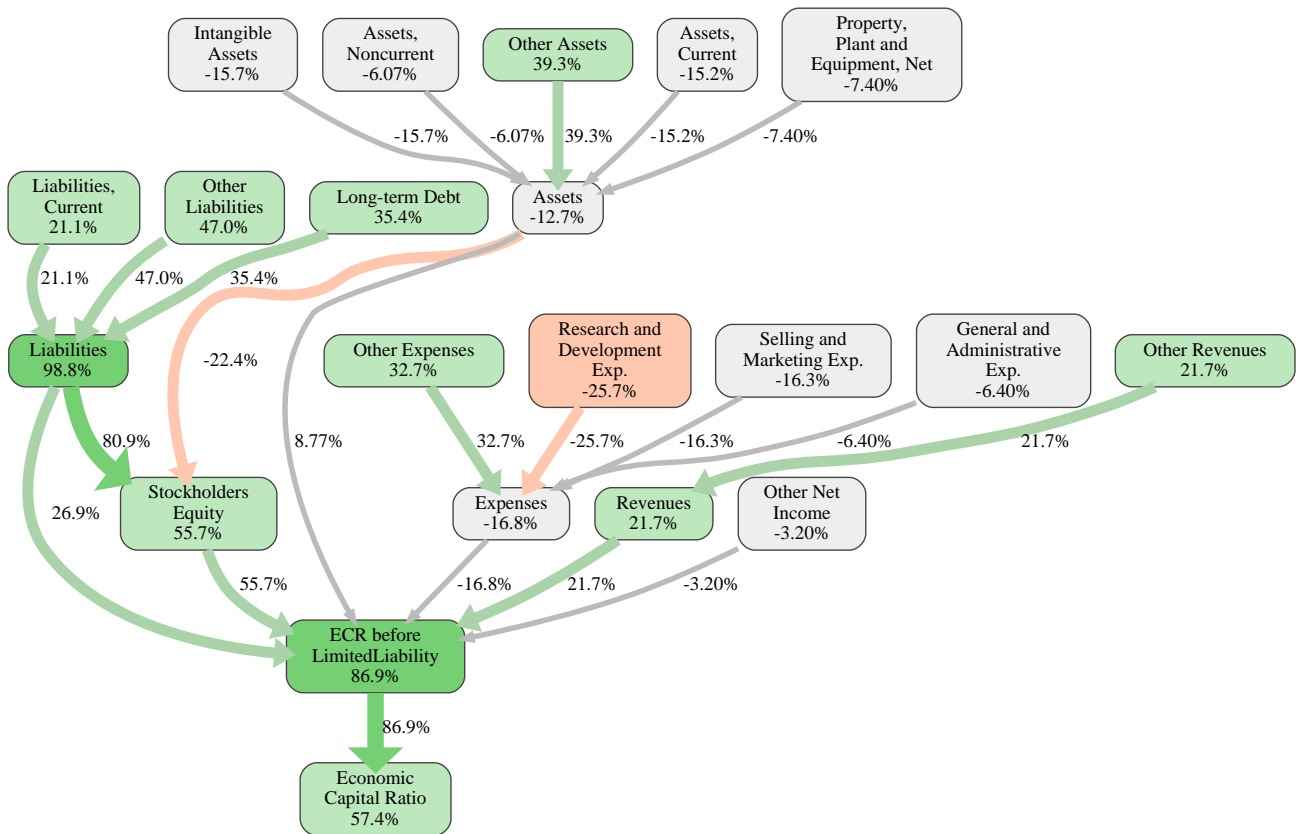 Intangible
Assets
-15.7%
Assets,
Noncurrent
-6.07%
Other Assets
39.3%
Assets,
Current
-15.2%
Property,
Plant and
Equipment, Net
-7.40%
-15.7%
-6.07%
39.3%
-15.2%
-7.40%
Liabilities,
Current
21.1%
Other
Liabilities
47.0%
Long-term Debt
35.4%
Assets
-12.7%
21.1%
47.0%
35.4%
Liabilities
98.8%
-22.4%
Other Expenses
32.7%
Research and
Development
Exp.
-25.7%
Selling and
Marketing Exp.
-16.3%
General and
Administrative
Exp.
-6.40%
Other Revenues
21.7%
80.9%
8.77%
32.7%
-25.7%
-16.3%
-6.40%
21.7%
26.9%
Stockholders
Equity
55.7%
Expenses
-16.8%
Revenues
21.7%
Other Net
Income
-3.20%
55.7%
-16.8%
21.7%
-3.20%
ECR before
LimitedLiability
86.9%
86.9%
Economic
Capital Ratio
57.4%